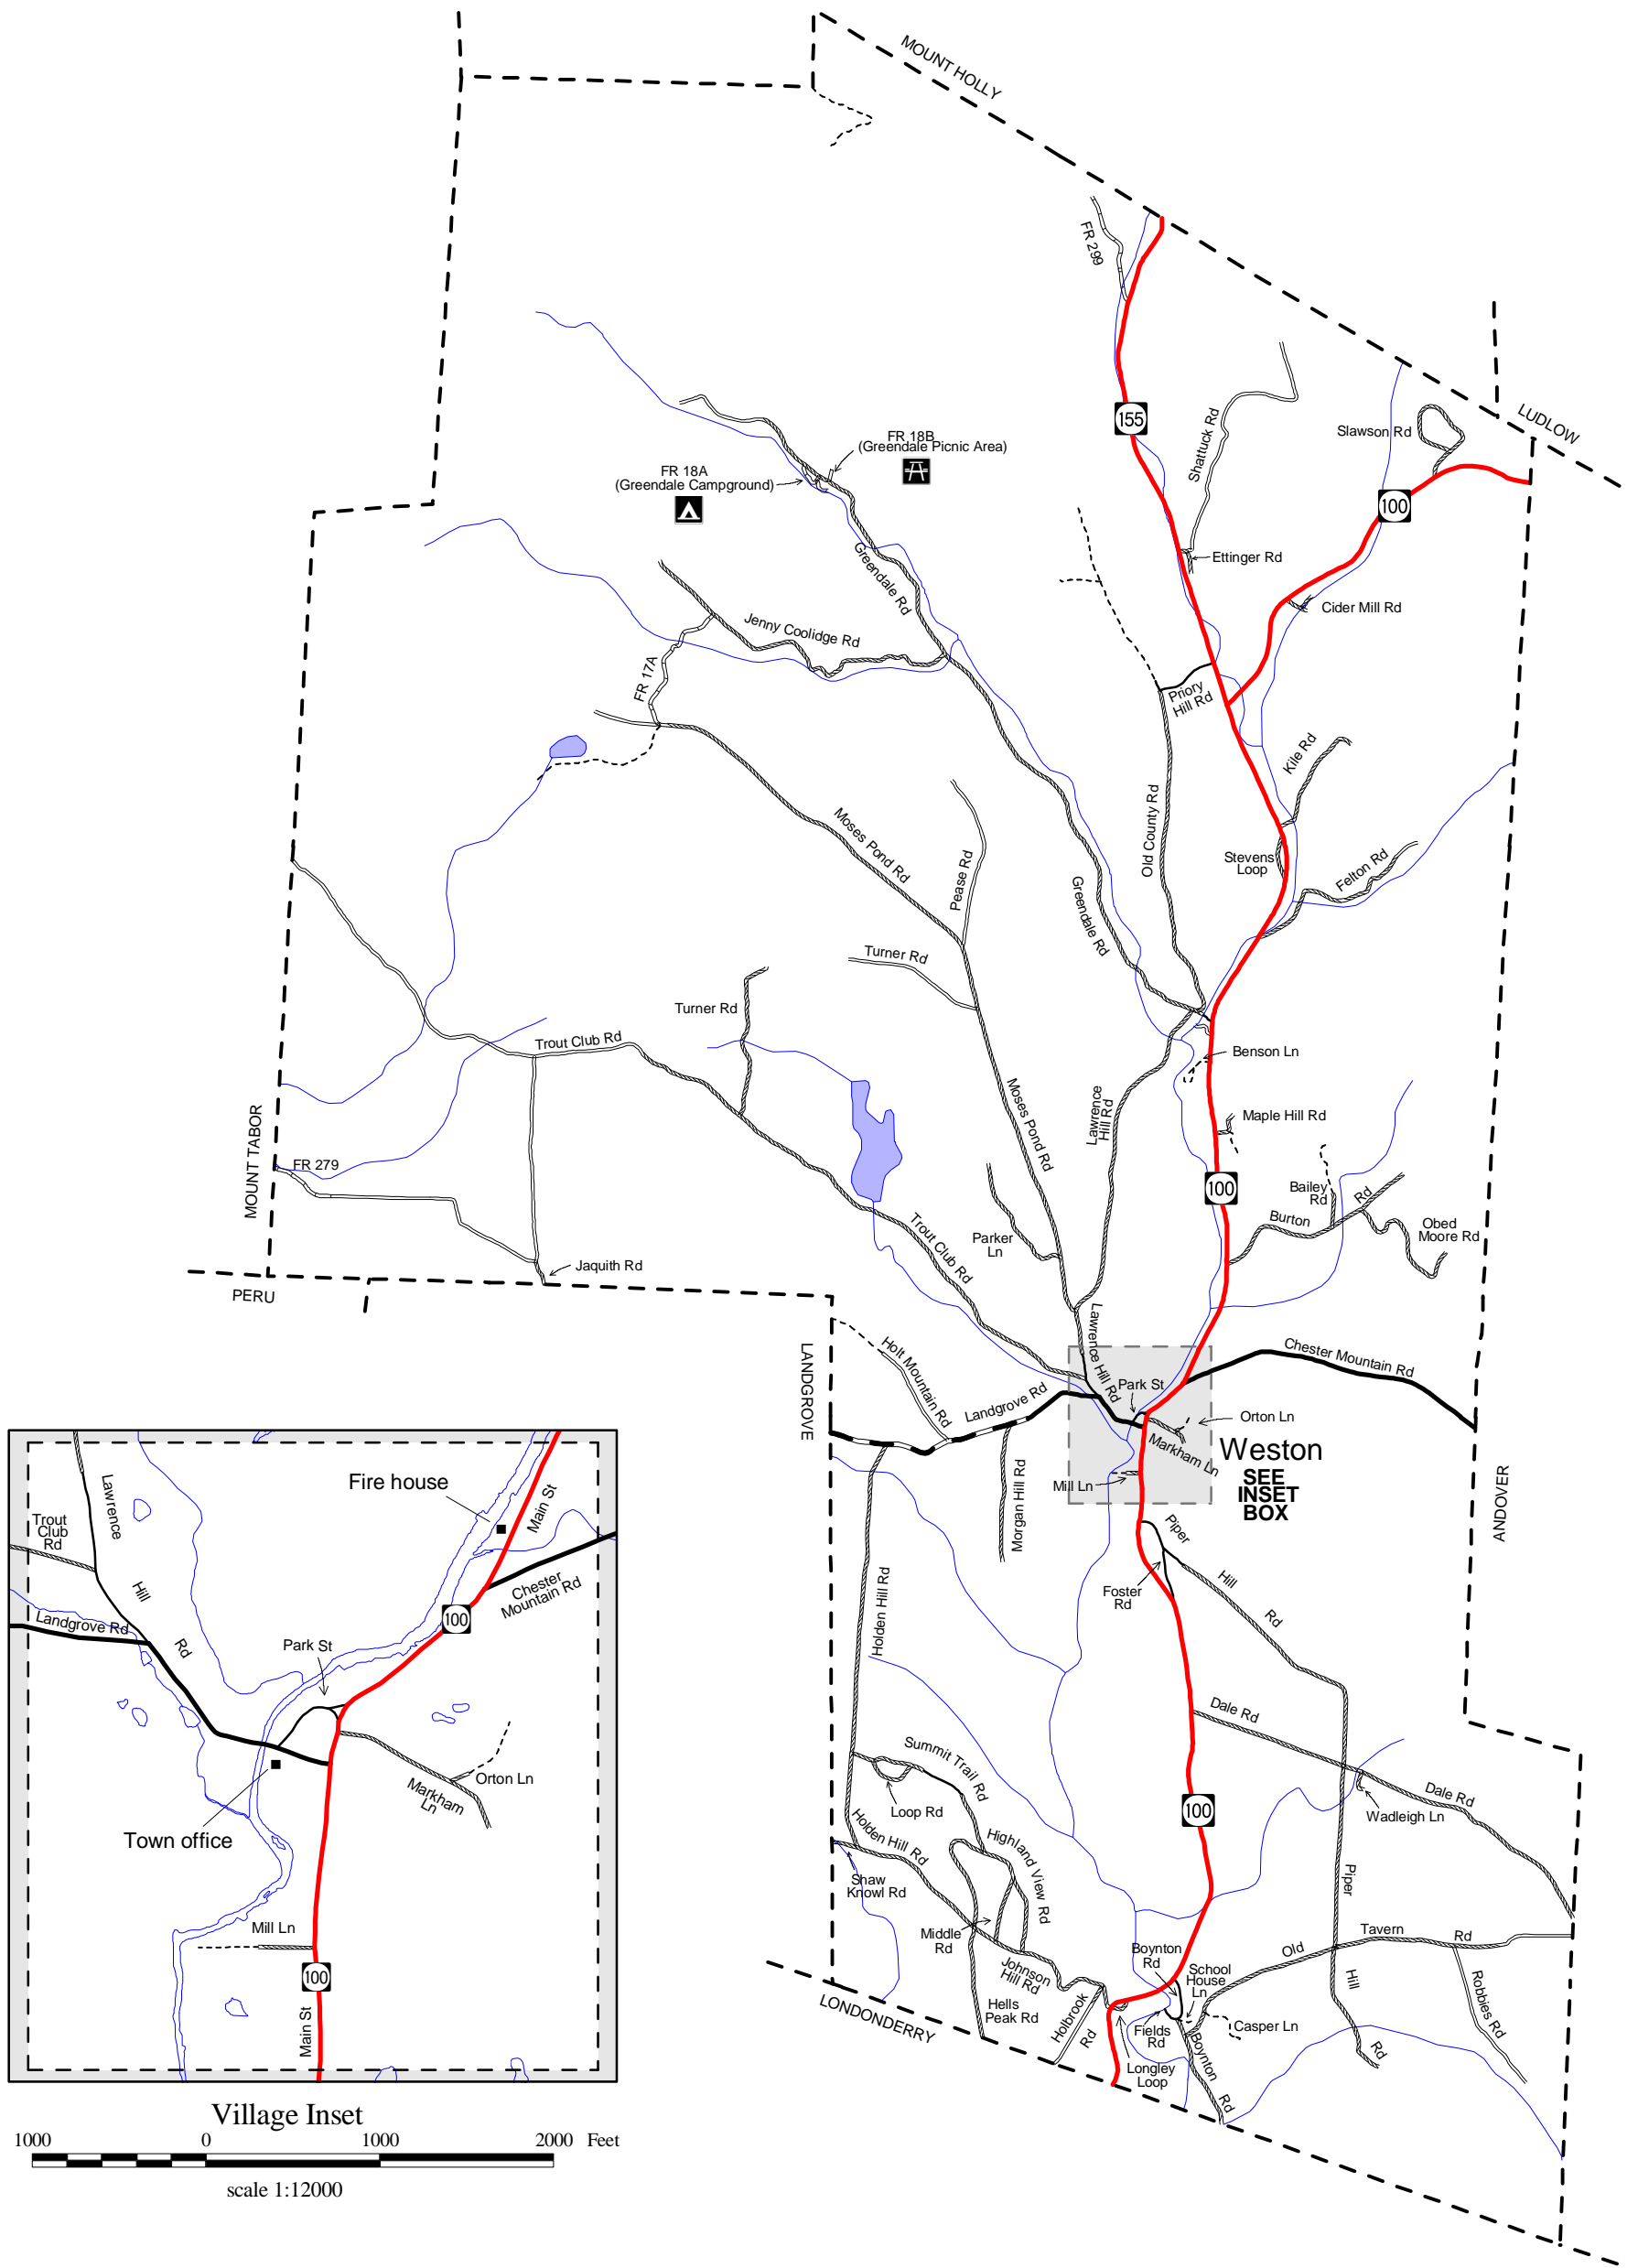 MOUNT HOLLY
FR 299
155
LUDLOW
Slawson Rd
Shattuck Rd
FR 18B
(Greendale Picnic Area)
FR 18A
(Greendale Campground)
100
Ettinger Rd
Greendale Rd
Cider Mill Rd
Jenny Coolidge Rd
FR 17A
Priory
Hill Rd
Kile Rd
Old County Rd
Moses Pond Rd
Stevens
Loop
Felton Rd
Pease Rd
Greendale Rd
Turner Rd
Turner Rd
Trout Club Rd
Benson Ln
Moses Pond Rd
Lawrence
Hill Rd
Maple Hill Rd
MOUNT TABOR
FR 279
100
Bailey
Rd
Burton
Rd
Obed
Moore Rd
Parker
Ln
Trout Club Rd
Jaquith Rd
PERU
LANDGROVE
Holt Mountain Rd
Lawrence Hill Rd
Chester Mountain Rd
Park St
Landgrove Rd
Orton Ln
Markham Ln
Weston
SEE
INSET
BOX
Mill Ln
Morgan Hill Rd
ANDOVER
Piper
Hill
Rd
Foster
Rd
Holden Hill Rd
Dale Rd
Summit Trail Rd
Loop Rd
100
Dale Rd
Wadleigh Ln
Holden Hill Rd
Highland View Rd
Shaw
Knowl Rd
Piper
Middle
Rd
Tavern
Rd
Old
Boynton
Rd
School
House
Ln
Johnson
Hill Rd
Hill
Robbies Rd
Hells
Peak Rd
Holbrook
Rd
Fields
Rd
Casper Ln
LONDONDERRY
Longley
Loop
Boynton
Rd
Rd
Fire house
Main St
Lawrence
Trout
Club
Rd
Hill
Chester
Mountain Rd
100
Landgrove Rd
Rd
Park St
Orton Ln
Markham
Ln
Town office
Mill Ln
100
Main St
Village Inset
1000 0 1000 2000 Feet
scale 1:12000